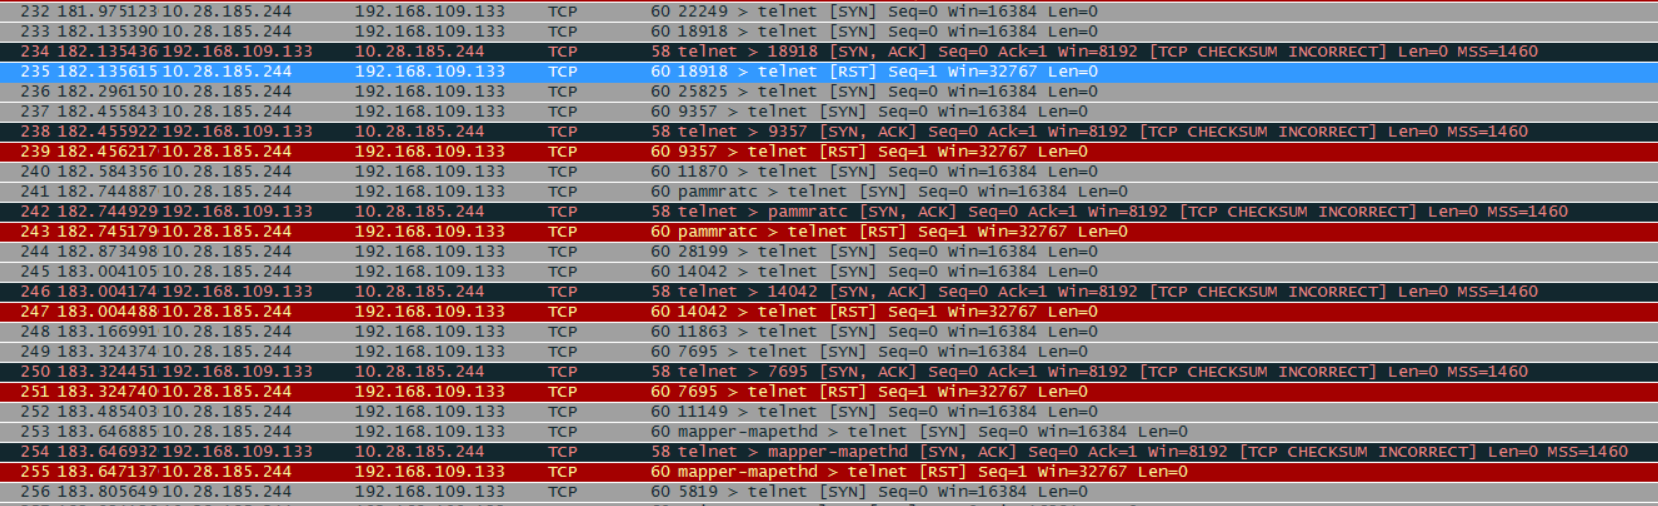 232 181.975123 10.28.185.244 192.168.109.133 TCP 60 22249 > telnet [SYN] Seq=0 Win=16384 Len=0
233 182.135390 10.28.185.244 192.168.109.133 TCP 60 18918 > telnet [SYN] Seq=0 Win=16384 Len=0
234 182.135436 192.168.109.133 10.28.185.244 TCP 58 telnet > 18918 [SYN, ACK] Seq=0 Ack=1 Win=8192 [TCP CHECKSUM INCORRECT] Len=0 MSS=1460
235 182.135615 10.28.185.244 192.168.109.133 TCP 60 18918 > telnet [RST] Seq=1 Win=32767 Len=0
236 182.296150 10.28.185.244 192.168.109.133 TCP 60 25825 > telnet [SYN] Seq=0 Win=16384 Len=0
237 182.455843 10.28.185.244 192.168.109.133 TCP 60 9357 > telnet [SYN] Seq=0 Win=16384 Len=0
238 182.455922 192.168.109.133 10.28.185.244 TCP 58 telnet > 9357 [SYN, ACK] Seq=0 Ack=1 Win=8192 [TCP CHECKSUM INCORRECT] Len=0 MSS=1460
239 182.456217 10.28.185.244 192.168.109.133 TCP 60 9357 > telnet [RST] Seq=1 Win=32767 Len=0
240 182.584356 10.28.185.244 192.168.109.133 TCP 60 11870 > telnet [SYN] Seq=0 Win=16384 Len=0
241 182.744887 10.28.185.244 192.168.109.133 TCP 60 pammratc > telnet [SYN] Seq=0 Win=16384 Len=0
242 182.744929 192.168.109.133 10.28.185.244 TCP 58 telnet > pammratc [SYN, ACK] Seq=0 Ack=1 Win=8192 [TCP CHECKSUM INCORRECT] Len=0 MSS=1460
243 182.745179 10.28.185.244 192.168.109.133 TCP 60 pammratc > telnet [RST] Seq=1 Win=32767 Len=0
244 182.873498 10.28.185.244 192.168.109.133 TCP 60 28199 > telnet [SYN] Seq=0 Win=16384 Len=0
245 183.004105 10.28.185.244 192.168.109.133 TCP 60 14042 > telnet [SYN] Seq=0 Win=16384 Len=0
246 183.004174 192.168.109.133 10.28.185.244 TCP 58 telnet > 14042 [SYN, ACK] Seq=0 Ack=1 Win=8192 [TCP CHECKSUM INCORRECT] Len=0 MSS=1460
247 183.004488 10.28.185.244 192.168.109.133 TCP 60 14042 > telnet [RST] Seq=1 Win=32767 Len=0
248 183.166991 10.28.185.244 192.168.109.133 TCP 60 11863 > telnet [SYN] Seq=0 Win=16384 Len=0
249 183.324374 10.28.185.244 192.168.109.133 TCP 60 7695 > telnet [SYN] Seq=0 Win=16384 Len=0
250 183.324451 192.168.109.133 10.28.185.244 TCP 58 telnet > 7695 [SYN, ACK] Seq=0 Ack=1 Win=8192 [TCP CHECKSUM INCORRECT] Len=0 MSS=1460
251 183.324740 10.28.185.244 192.168.109.133 TCP 60 7695 > telnet [RST] Seq=1 Win=32767 Len=0
252 183.485403 10.28.185.244 192.168.109.133 TCP 60 11149 > telnet [SYN] Seq=0 Win=16384 Len=0
253 183.646885 10.28.185.244 192.168.109.133 TCP 60 mapper-mapethd > telnet [SYN] Seq=0 Win=16384 Len=0
254 183.646932 192.168.109.133 10.28.185.244 TCP 58 telnet > mapper-mapethd [SYN, ACK] Seq=0 Ack=1 Win=8192 [TCP CHECKSUM INCORRECT] Len=0 MSS=1460
255 183.647137 10.28.185.244 192.168.109.133 TCP 60 mapper-mapethd > telnet [RST] Seq=1 Win=32767 Len=0
256 183.805649 10.28.185.244 192.168.109.133 TCP 60 5819 > telnet [SYN] Seq=0 Win=16384 Len=0